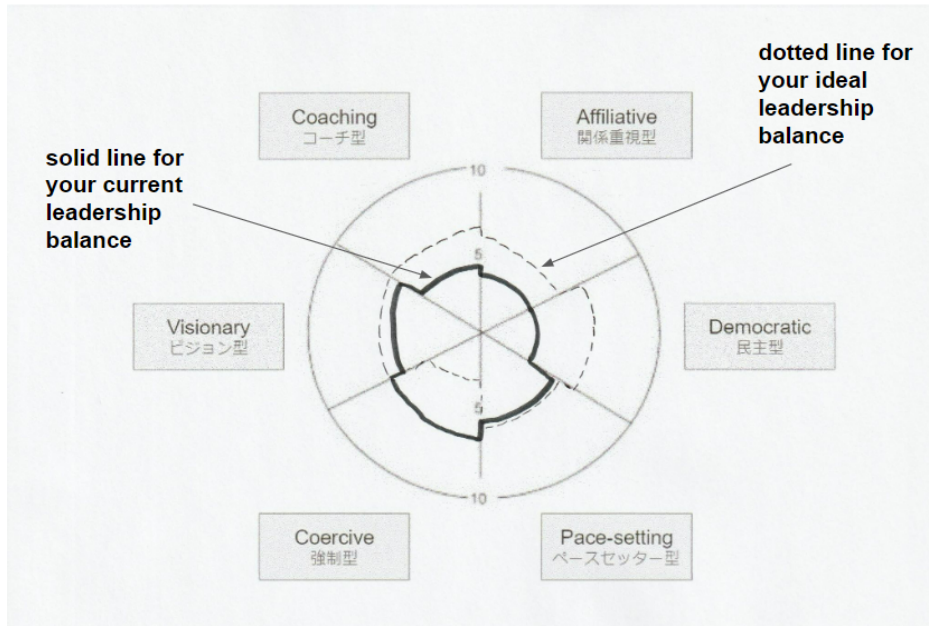 dotted line for
your ideal
leadership
balance
Coaching
コーチ型
Affiliative
関係重視型
solid line for
your current
leadership
balance
10
5
Visionary
ビジョン型
Democratic
民主型
5
10
Coercive
強制型
Pace-setting
ペースセッター型